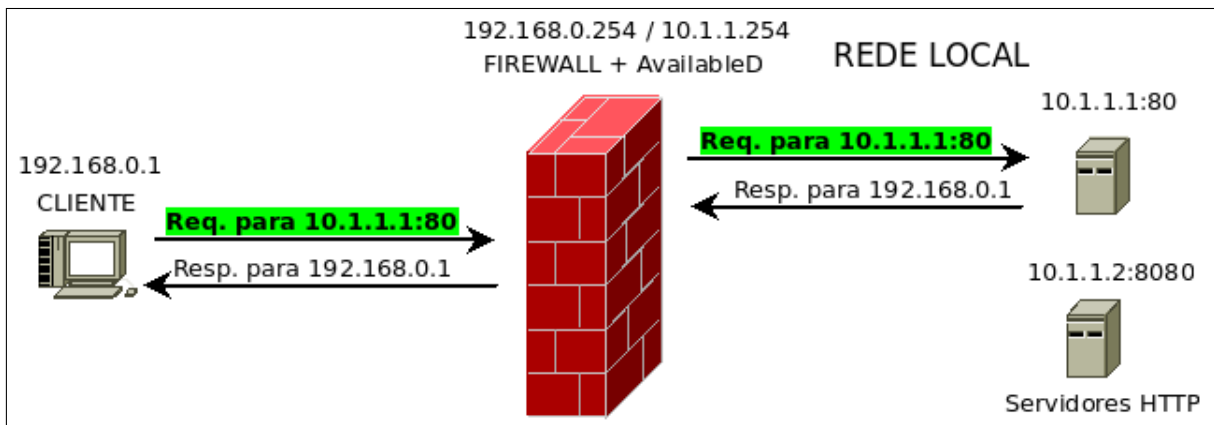 192.168.0.254 / 10.1.1.254
FIREWALL + AvailableD
REDE LOCAL
10.1.1.1:80
Req. para 10.1.1.1:80
Resp. para 192.168.0.1
192.168.0.1
CLIENTE
Req. para 10.1.1.1:80
Resp. para 192.168.0.1
10.1.1.2:8080
Servidores HTTP